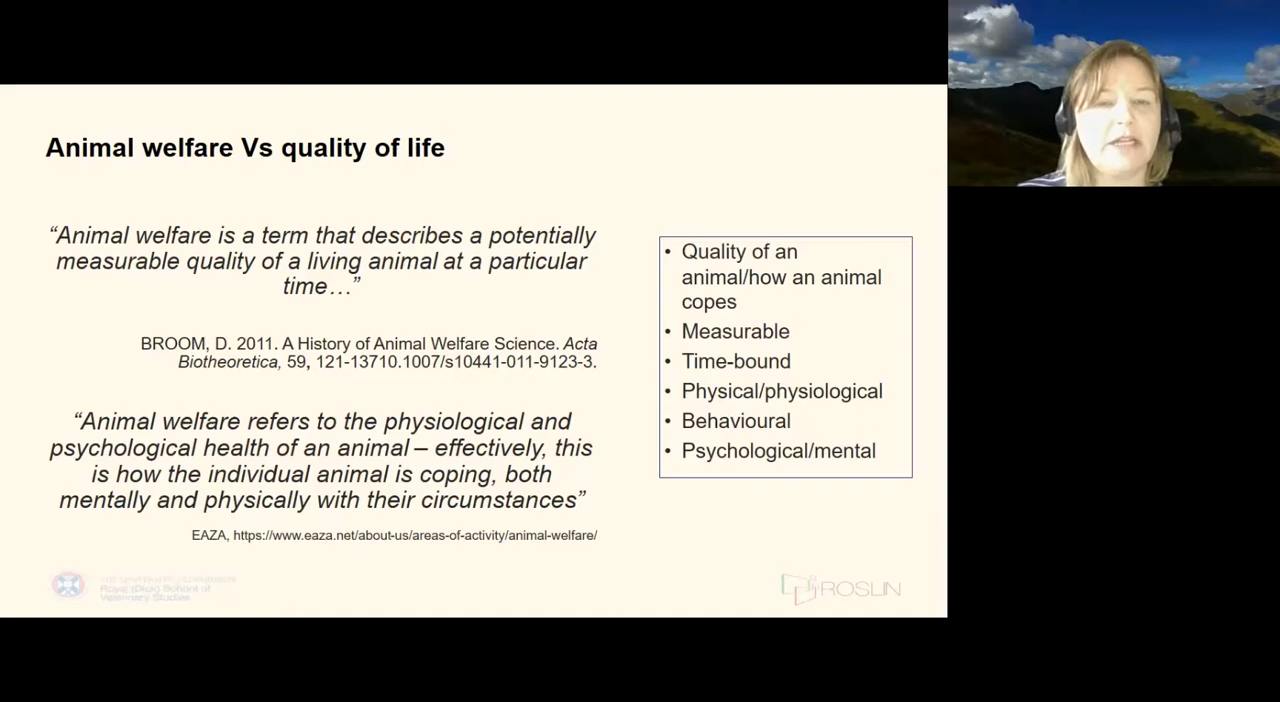 Animal welfare Vs quality of life
“Animal welfare is a term that describes a potentially
measurable quality of a living animal at a particular
time…”
BROOM, D. 2011. A History of Animal Welfare Science. Acta
Biotheoretica, 59, 121-13710.1007/s10441-011-9123-3.
“Animal welfare refers to the physiological and
psychological health of an animal – effectively, this
is how the individual animal is coping, both
mentally and physically with their circumstances”
EAZA, https://www.eaza.net/about-us/areas-of-activity/animal-welfare/
• Quality of an
animal/how an animal
copes
• Measurable
• Time-bound
• Physical/physiological
• Behavioural
• Psychological/mental
Royal (Dick) School of
Veterinary Studies
ROSLIN